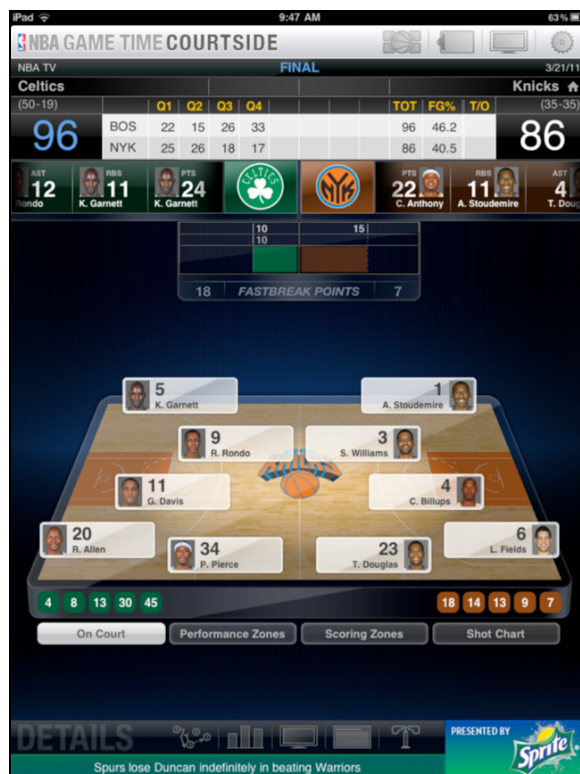 iPad 9:47 AM 63%
NBA GAME TIME COURTSIDE
NBA TV FINAL 3/21/11
Celtics Knicks
(50-19) Q1 Q2 Q3 Q4 TOT FG% T/O (35-35)
96 BOS 22 15 26 33 96 46.2 86
NYK 25 26 18 17 86 40.5
AST RBS PTS CELTICS NYK PTS RBS AST
12 11 24 22 11 4
Rondo K. Garnett K. Garnett C. Anthony A. Stoudemire T. Doug
10 15
10
18 FASTBREAK POINTS 7
5 1
K. Garnett A. Stoudemire
9 3
R. Rondo S. Williams
KNICKS
11 4
G. Davis C. Billups
20 6
R. Allen L. Fields
34 23
P. Pierce T. Douglas
4 8 13 30 45 18 14 13 9 7
On Court Performance Zones Scoring Zones Shot Chart
DETAILS PRESENTED BY
Sprite
Spurs lose Duncan indefinitely in beating Warriors